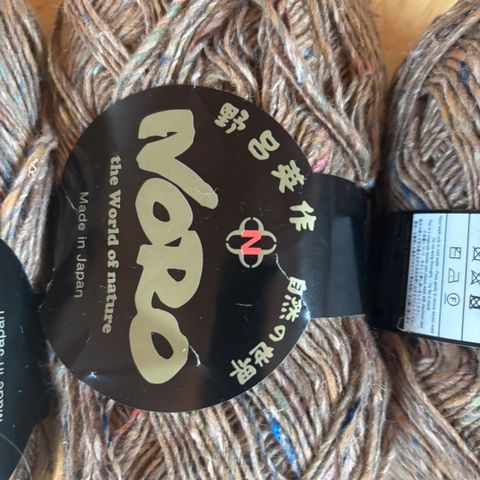 NORO
the World of nature
Made in Japan
野呂英作
N
自然の世界
Made in Japan